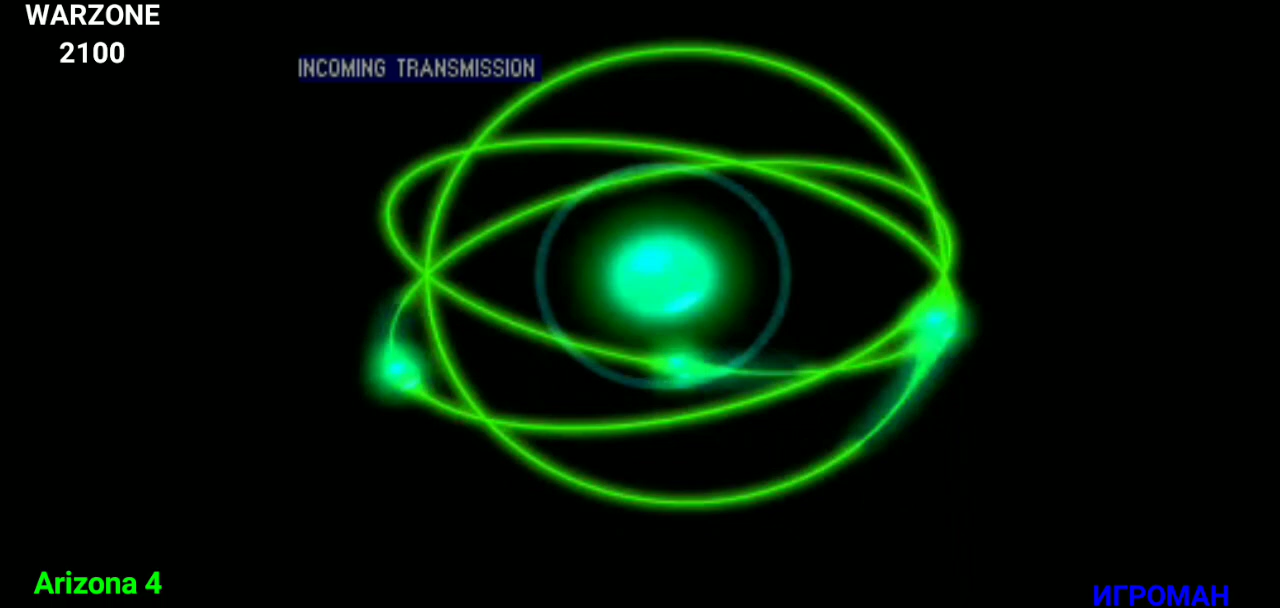 WARZONE
2100
INCOMING TRANSMISSION
Arizona 4
ИГРОМАН